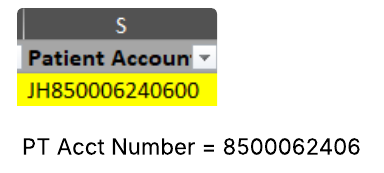 S
Patient Accoun
JH850006240600
PT Acct Number = 8500062406